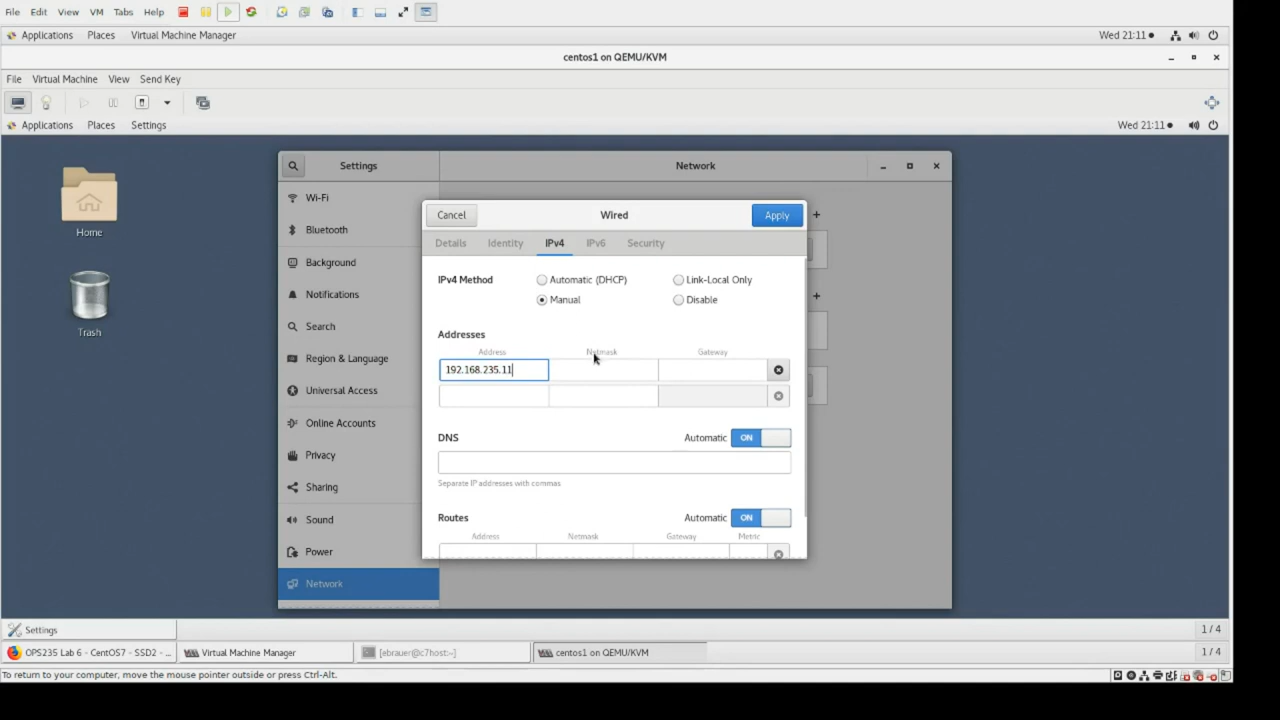 File Edit View VM Tabs Help
Applications Places Virtual Machine Manager Wed 21:11
centos1 on QEMU/KVM
File Virtual Machine View Send Key
Applications Places Settings Wed 21:11
Home
Trash
Settings
Network
Wi-Fi
Bluetooth
Background
Notifications
Search
Region & Language
Universal Access
Online Accounts
Privacy
Sharing
Sound
Power
Network
Cancel Wired Apply
Details Identity IPv4 IPv6 Security
IPv4 Method Automatic (DHCP) Link-Local Only
Manual Disable
Addresses
Address Netmask Gateway
192.168.235.11
DNS Automatic ON
Separate IP addresses with commas
Routes Automatic ON
Address Netmask Gateway Metric
Settings 1 / 4
OPS235 Lab 6 - CentOS7 - SSD2 - ... Virtual Machine Manager [ebrauer@c7host:~] centos1 on QEMU/KVM 1 / 4
To return to your computer, move the mouse pointer outside or press Ctrl-Alt.